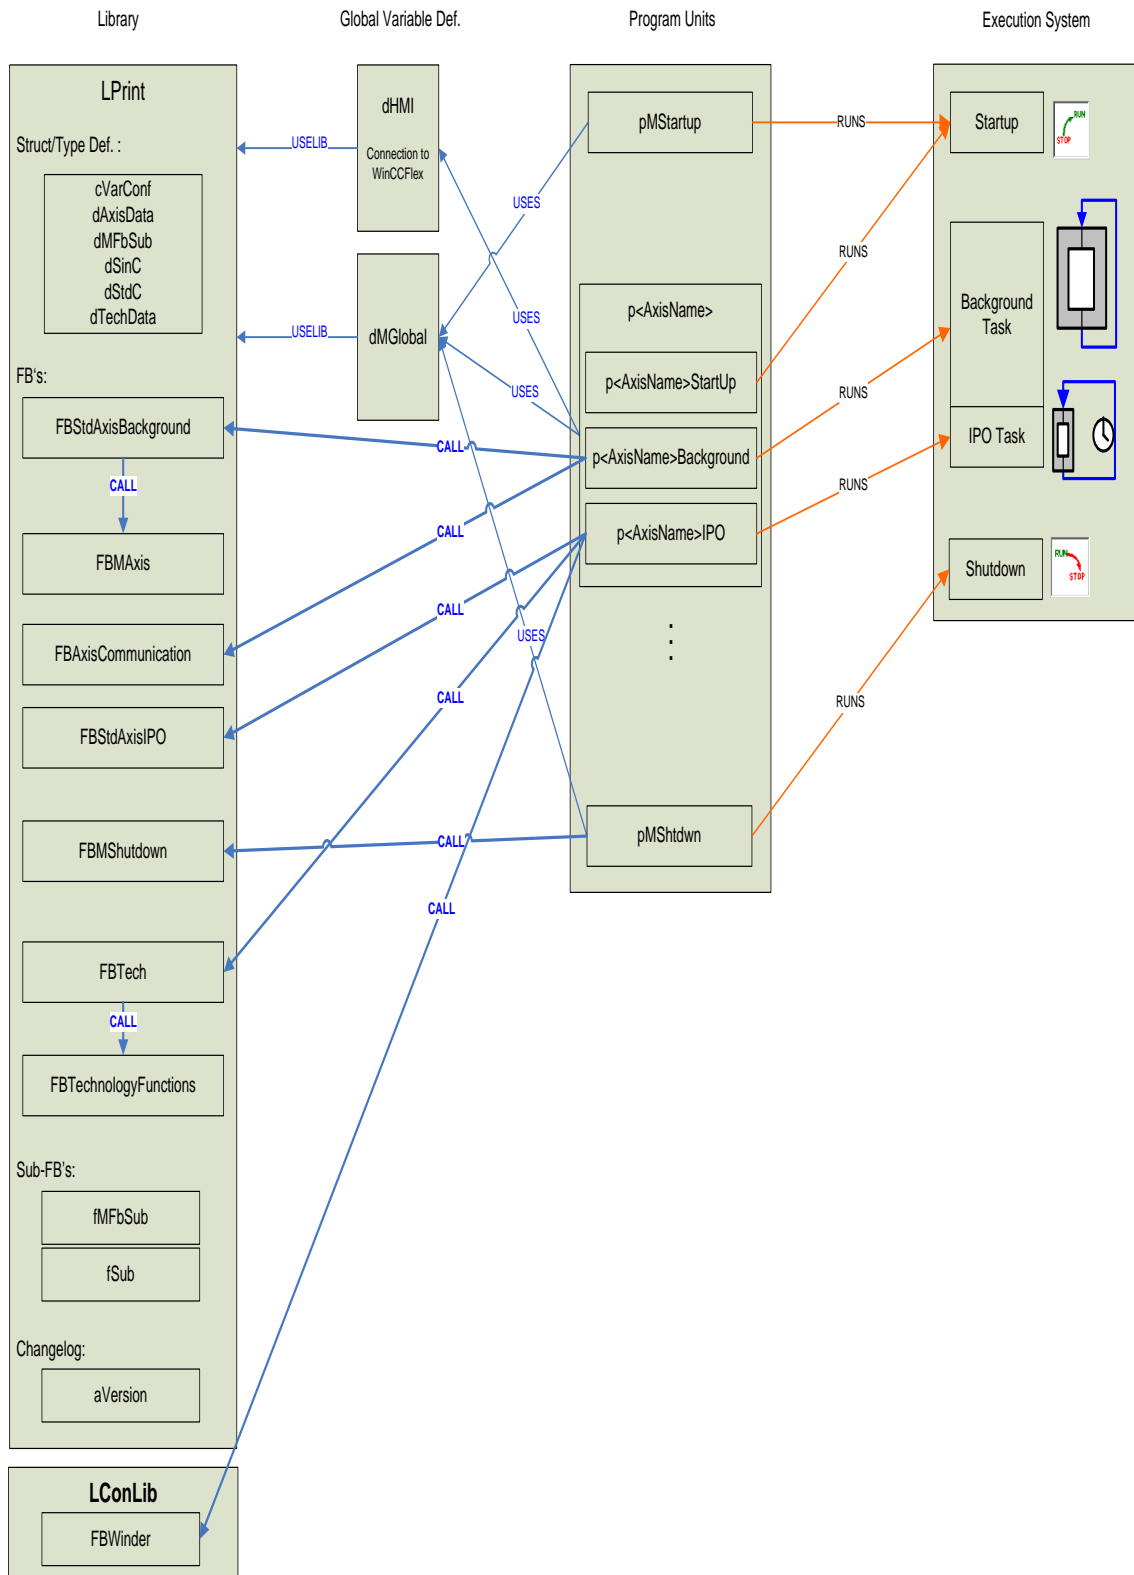 Library
Global Variable Def.
Program Units
Execution System
LPrint
Struct/Type Def. :
cVarConf
dAxisData
dMFbSub
dSinC
dStdC
dTechData
FB's:
FBStdAxisBackground
CALL
FBMAxis
FBAxisCommunication
FBStdAxisIPO
FBMShutdown
FBTech
CALL
FBTechnologyFunctions
Sub-FB's:
fMFbSub
fSub
Changelog:
aVersion
LConLib
FBWinder
USELIB
USELIB
dHMI
Connection to
WinCCFlex
dMGlobal
USES
USES
USES
USES
CALL
CALL
CALL
CALL
CALL
CALL
pMStartup
p<AxisName>
p<AxisName>StartUp
p<AxisName>Background
p<AxisName>IPO
pMShtdwn
RUNS
RUNS
RUNS
RUNS
RUNS
Startup
RUN
STOP
Background
Task
IPO Task
Shutdown
RUN
STOP